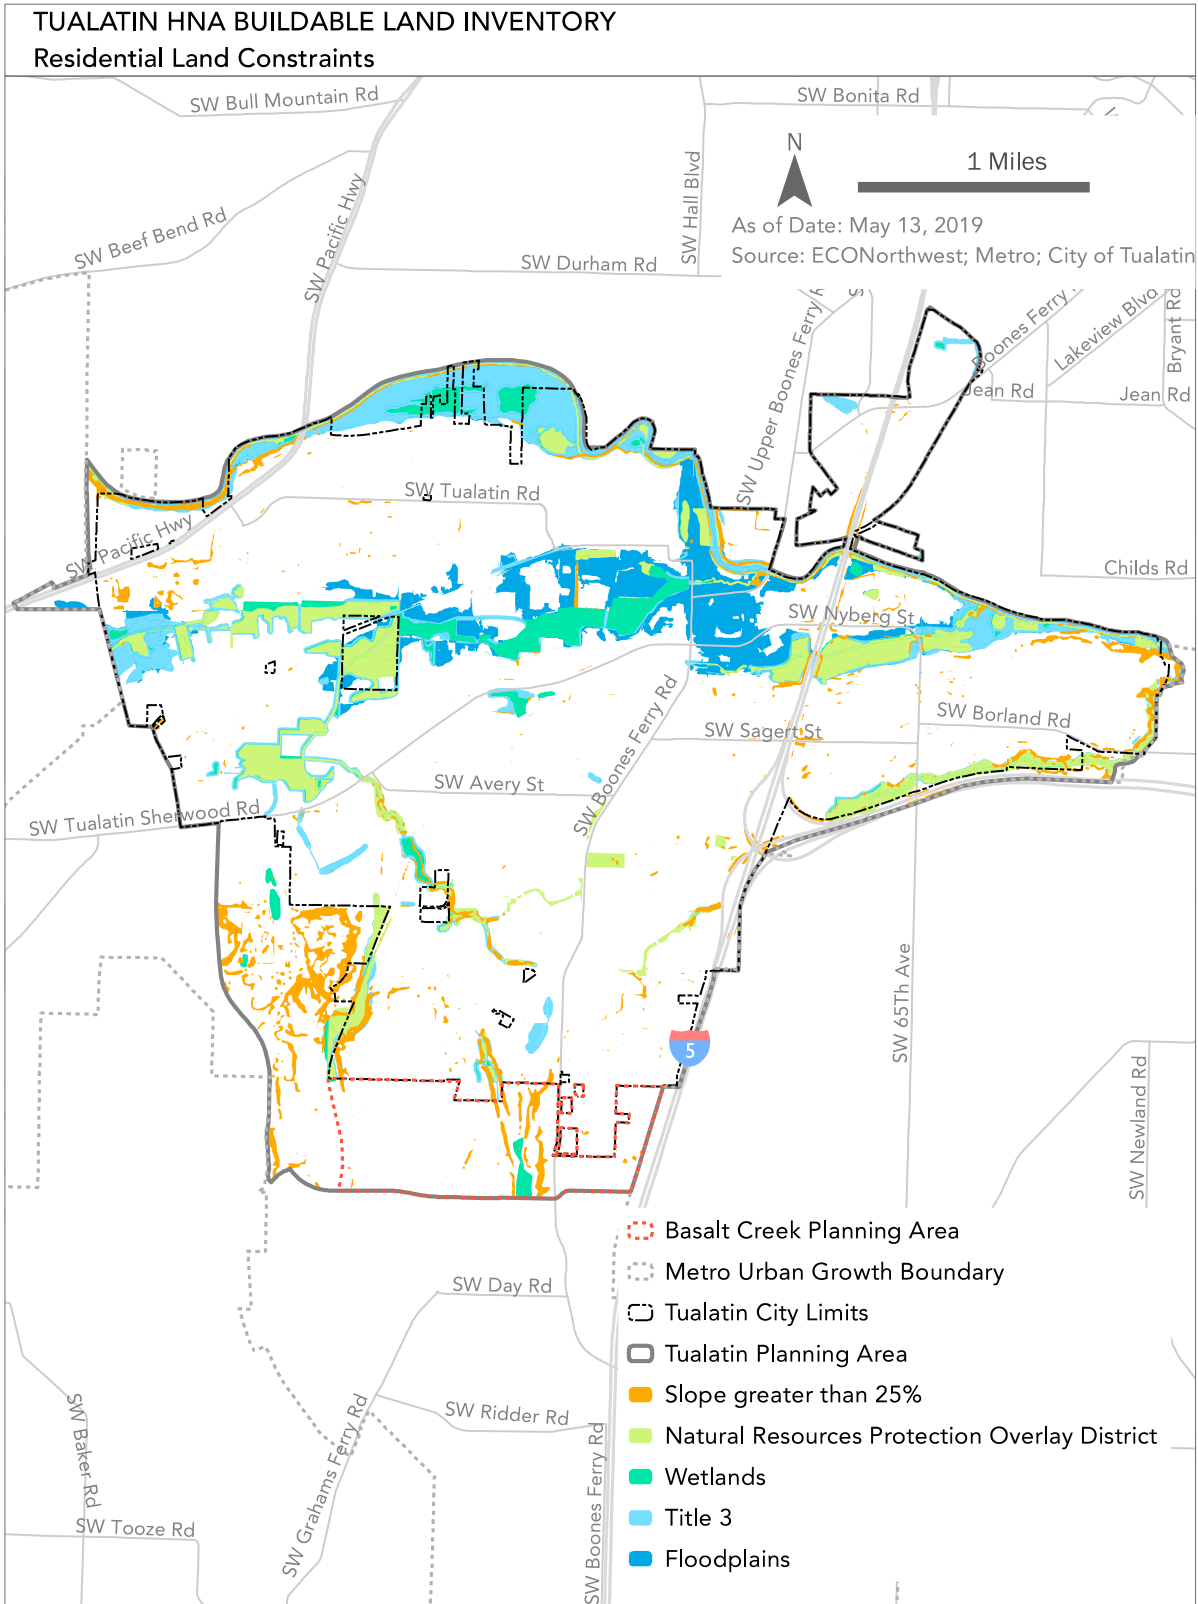 TUALATIN HNA BUILDABLE LAND INVENTORY
Residential Land Constraints
SW Bull Mountain Rd
SW Bonita Rd
N
1 Miles
SW Hall Blvd
SW Pacific Hwy
SW Beef Bend Rd
As of Date: May 13, 2019
Source: ECONorthwest; Metro; City of Tualatin
SW Durham Rd
SW Upper Boones Ferry
Boones Ferry
Lakeview Blvd
Bryant Rd
Jean Rd
Jean Rd
SW Tualatin Rd
SW Pacific Hwy
Childs Rd
SW Nyberg St
SW Boones Ferry Rd
SW Borland Rd
SW Sagert St
SW Avery St
SW Tualatin Sherwood Rd
SW 65Th Ave
5
SW Newland Rd
Basalt Creek Planning Area
Metro Urban Growth Boundary
SW Day Rd
Tualatin City Limits
Tualatin Planning Area
Slope greater than 25%
SW Baker Rd
SW Grahams Ferry Rd
SW Ridder Rd
SW Boones Ferry Rd
Natural Resources Protection Overlay District
Wetlands
Title 3
SW Tooze Rd
Floodplains